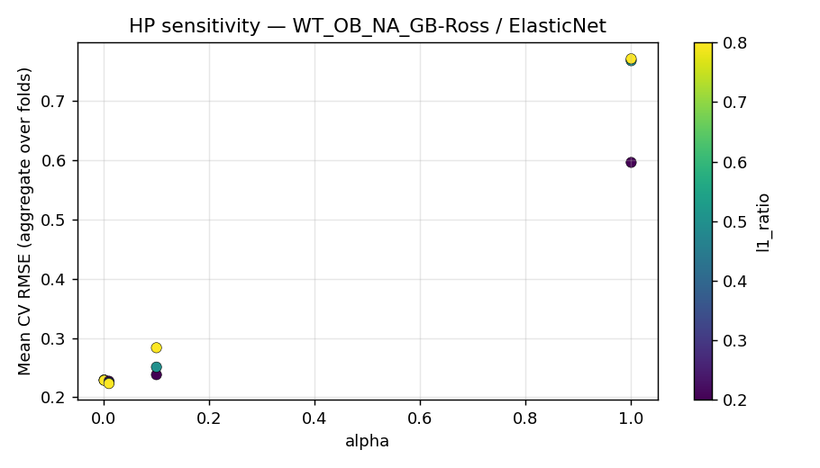 HP sensitivity — WT_OB_NA_GB-Ross / ElasticNet
Mean CV RMSE (aggregate over folds)
0.7
0.6
0.5
0.4
0.3
0.2
0.0 0.2 0.4 0.6 0.8 1.0
alpha
0.8
0.7
0.6
0.5
0.4
0.3
0.2
l1_ratio